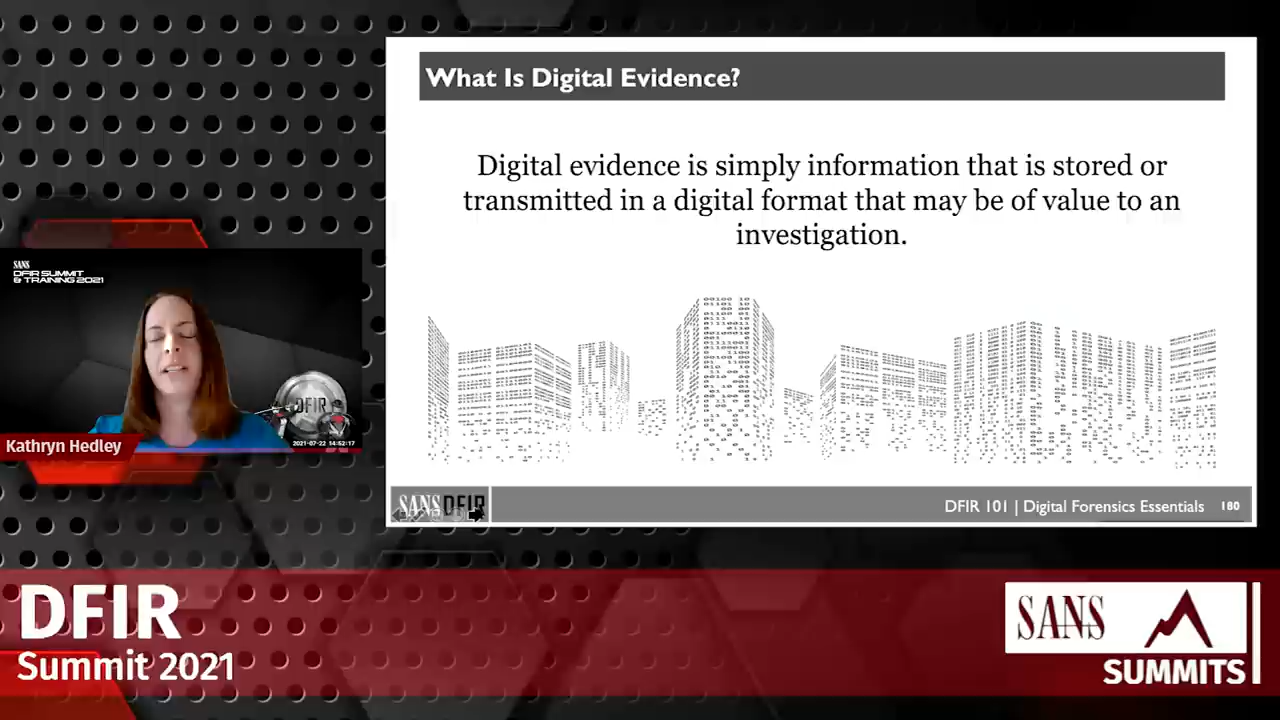 What Is Digital Evidence?
Digital evidence is simply information that is stored or
transmitted in a digital format that may be of value to an
investigation.
SANS
DFIR SUMMIT
& TRAINING 2021
DFIR
2021-07-22 14:52:17
Kathryn Hedley
SANS DFIR
DFIR 101 | Digital Forensics Essentials 180
DFIR
Summit 2021
SANS
SUMMITS